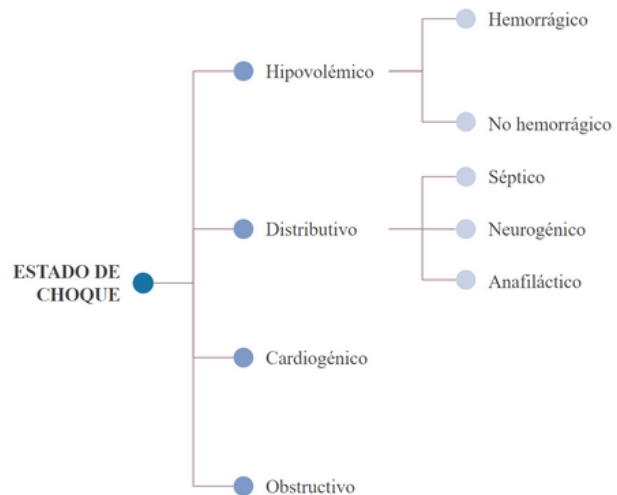 Hemorrágico
Hipovolémico
No hemorrágico
Séptico
Distributivo
Neurogénico
Anafiláctico
ESTADO DE
CHOQUE
Cardiogénico
Obstructivo